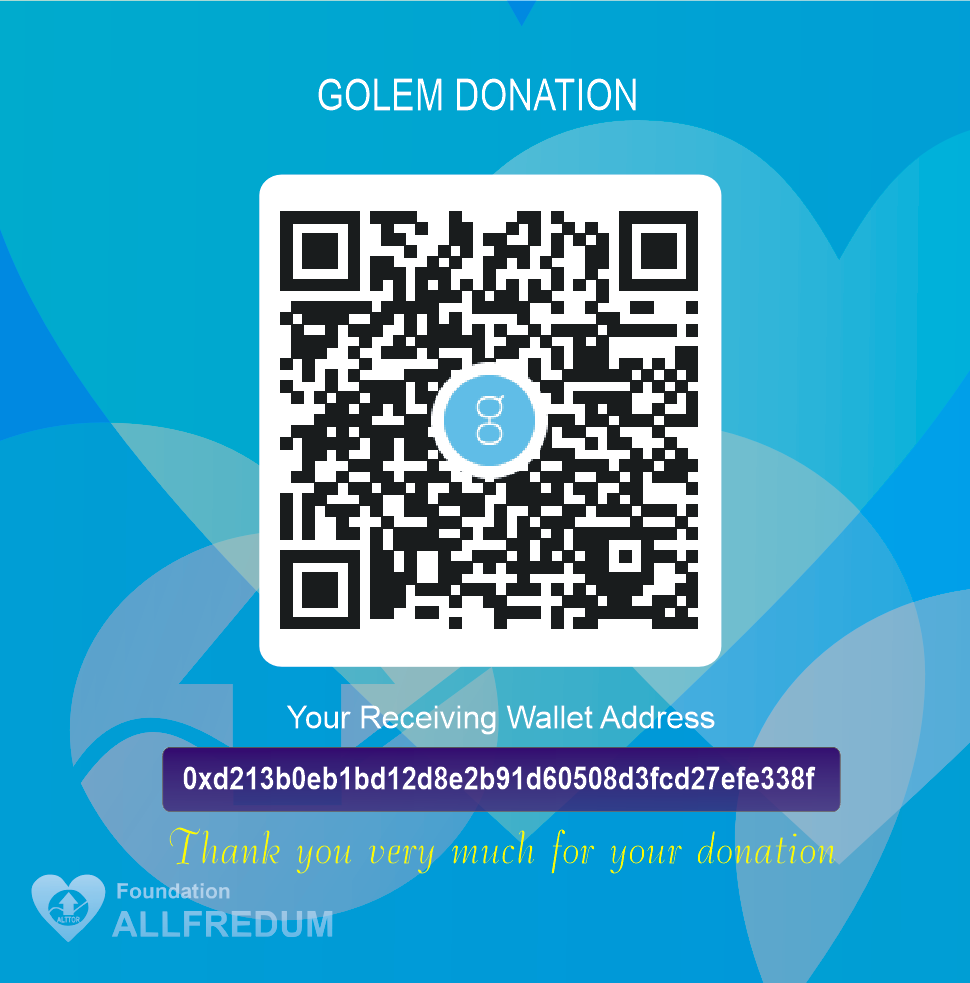 GOLEM DONATION
g
Your Receiving Wallet Address
0xd213b0eb1bd12d8e2b91d60508d3fcd27efe338f
Thank you very much for your donation
Foundation
ALLFREDUM
ALTTOR